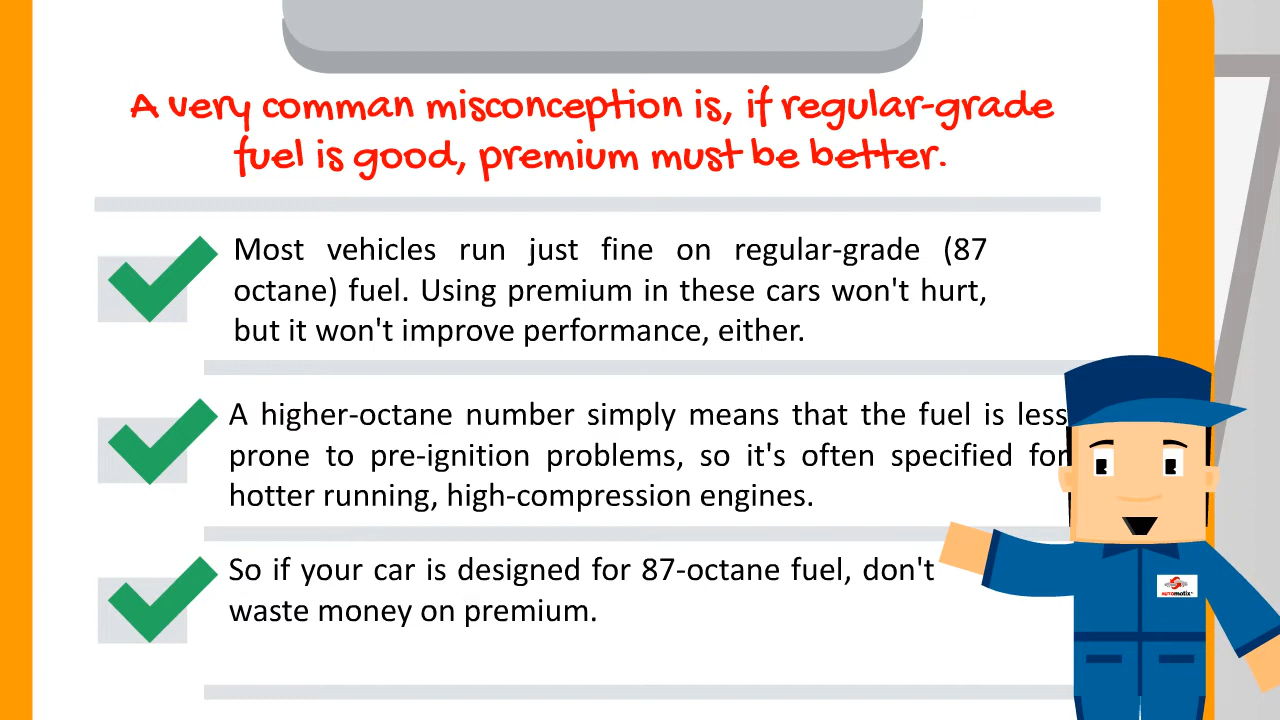 A very comman misconception is, if regular-grade
fuel is good, premium must be better.
Most vehicles run just fine on regular-grade (87
octane) fuel. Using premium in these cars won't hurt,
but it won't improve performance, either.
A higher-octane number simply means that the fuel is less
prone to pre-ignition problems, so it's often specified for
hotter running, high-compression engines.
So if your car is designed for 87-octane fuel, don't
waste money on premium.
AUTOmatix